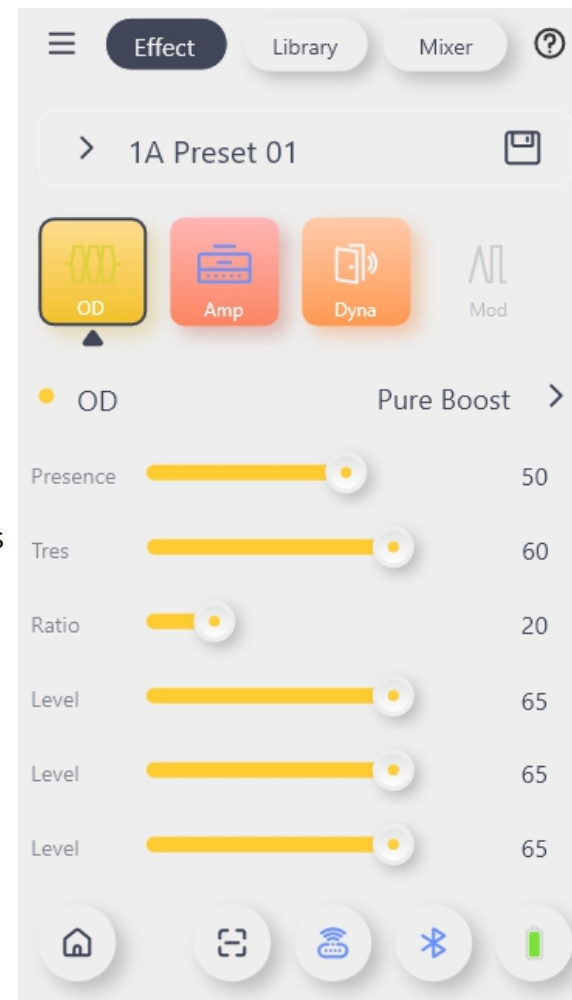 Effect Library Mixer
1A Preset 01
OD Amp Dyna Mod
OD Pure Boost
Presence 50
s
Tres 60
Ratio 20
Level 65
Level 65
Level 65